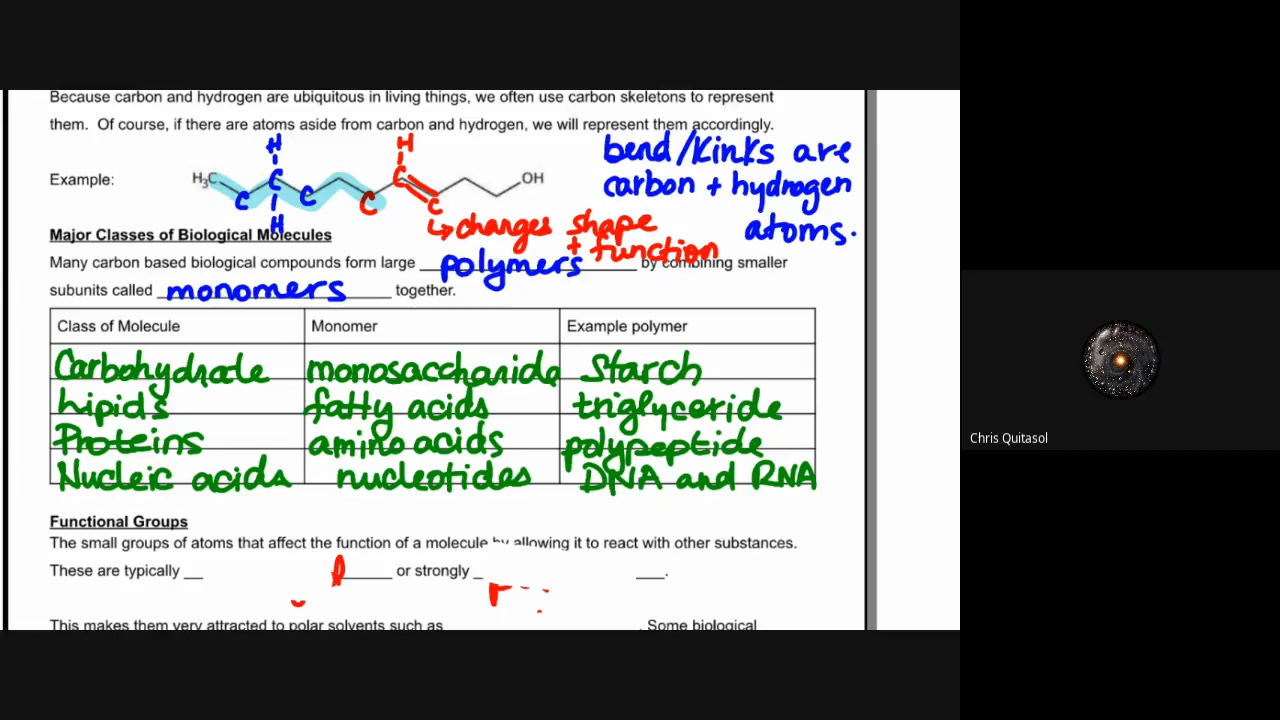 Because carbon and hydrogen are ubiquitous in living things, we often use carbon skeletons to represent
them. Of course, if there are atoms aside from carbon and hydrogen, we will represent them accordingly.
H H
bend/kinks are
Example: H₃C C C C C C OH
carbon + hydrogen
H
↳ changes shape
atoms.
Major Classes of Biological Molecules
+ function
Many carbon based biological compounds form large polymers by combining smaller
subunits called monomers together.
Class of Molecule Monomer Example polymer
Carbohydrate monosaccharide Starch
Lipids fatty acids triglyceride
Proteins amino acids polypeptide
Nucleic acids nucleotides DNA and RNA
Functional Groups
The small groups of atoms that affect the function of a molecule by allowing it to react with other substances.
These are typically __ _____ or strongly _ ___.
This makes them very attracted to polar solvents such as . Some biological
Chris Quitasol